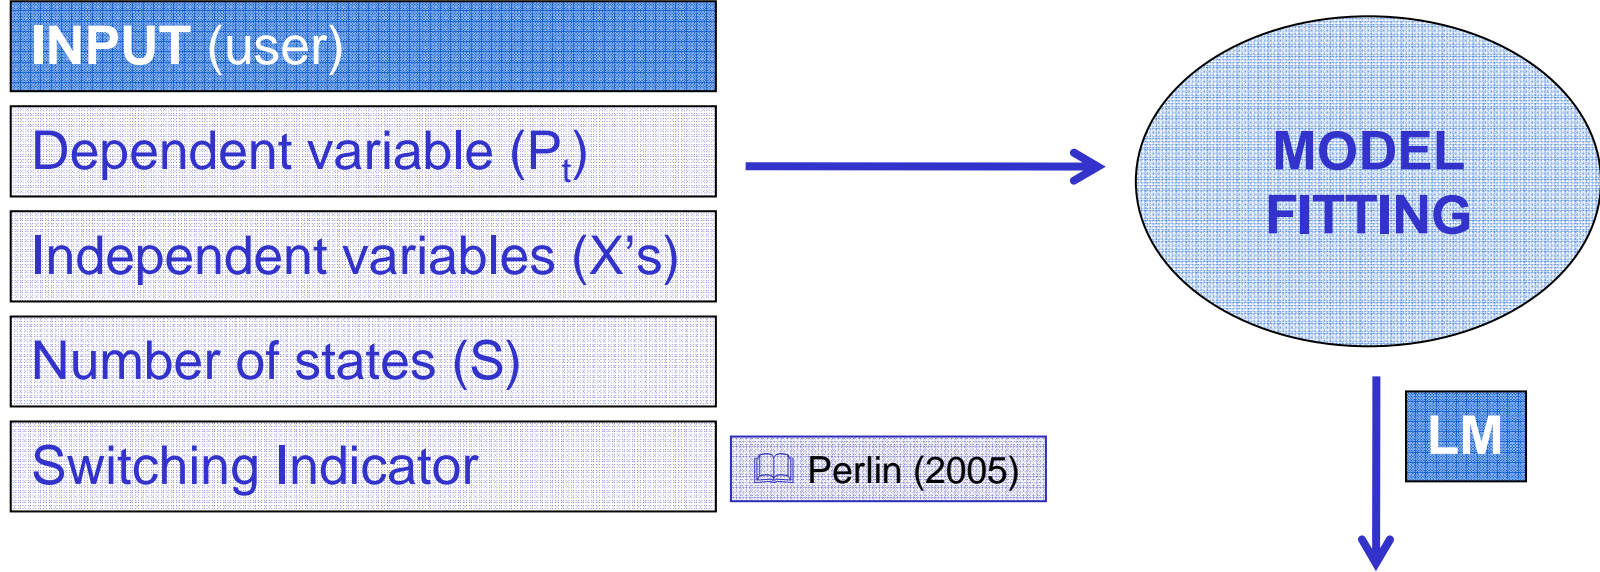 INPUT (user)
Dependent variable (Pt)
Independent variables (X’s)
Number of states (S)
Switching Indicator
Perlin (2005)
MODEL
FITTING
LM